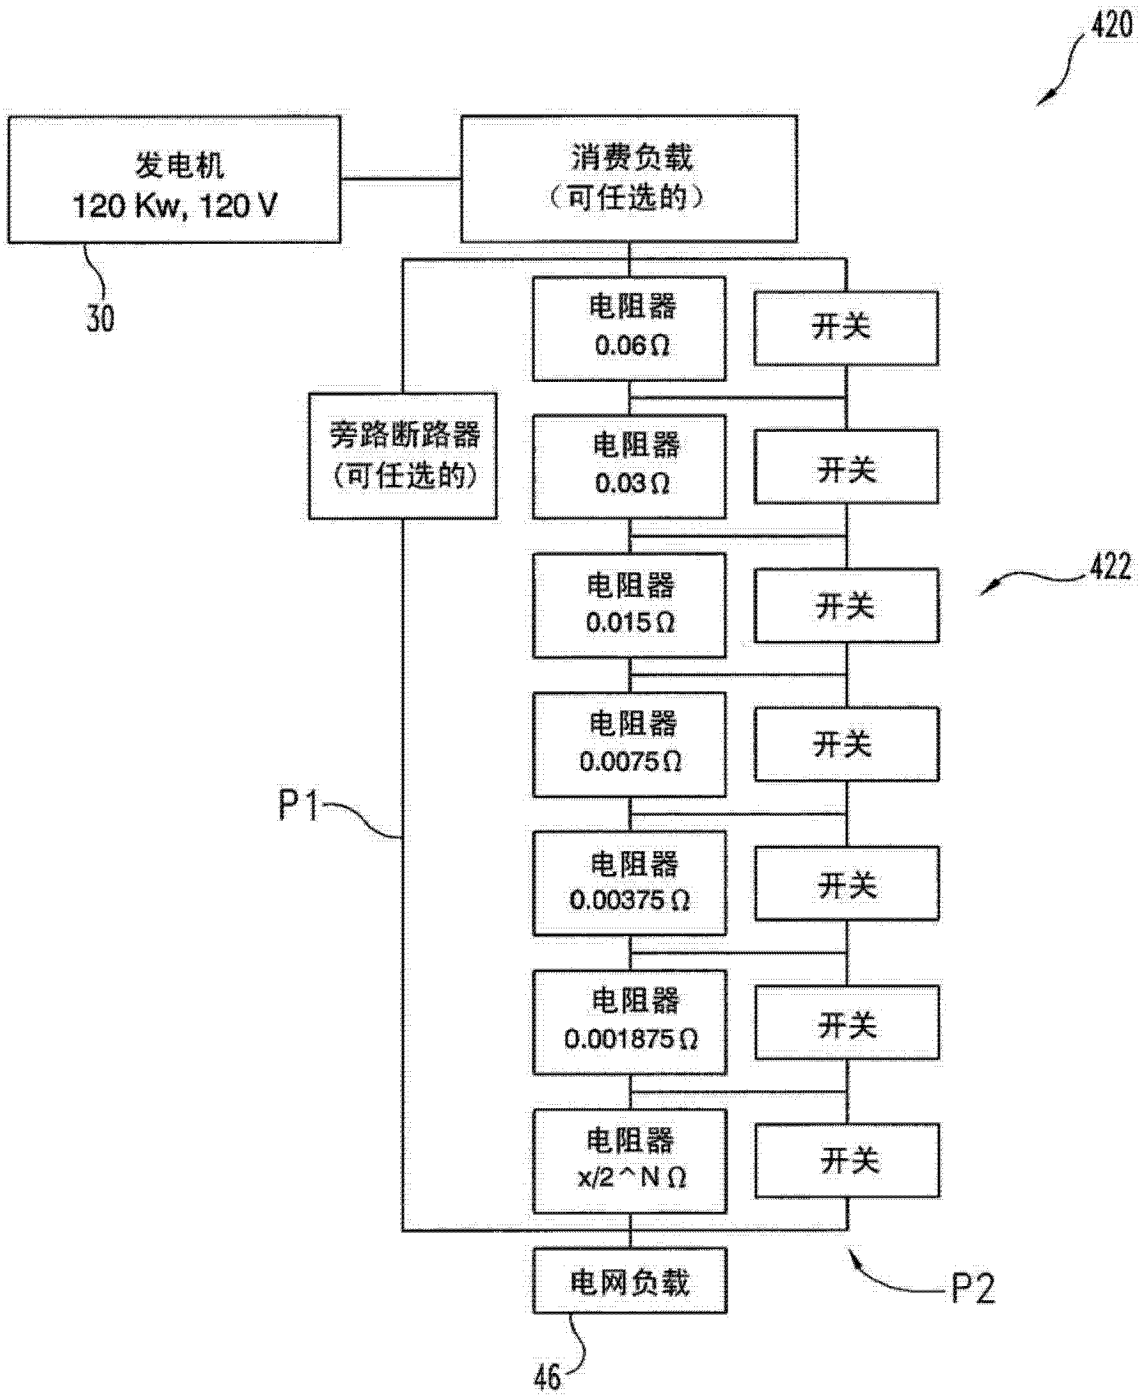 420
发电机
120 Kw, 120 V
消费负载
(可任选的)
30
电阻器
0.06Ω
开关
旁路断路器
(可任选的)
电阻器
0.03Ω
开关
电阻器
0.015Ω
开关
422
电阻器
0.0075Ω
开关
P1
电阻器
0.00375 Ω
开关
电阻器
0.001875Ω
开关
电阻器
x/2^N Ω
开关
电网负载
P2
46